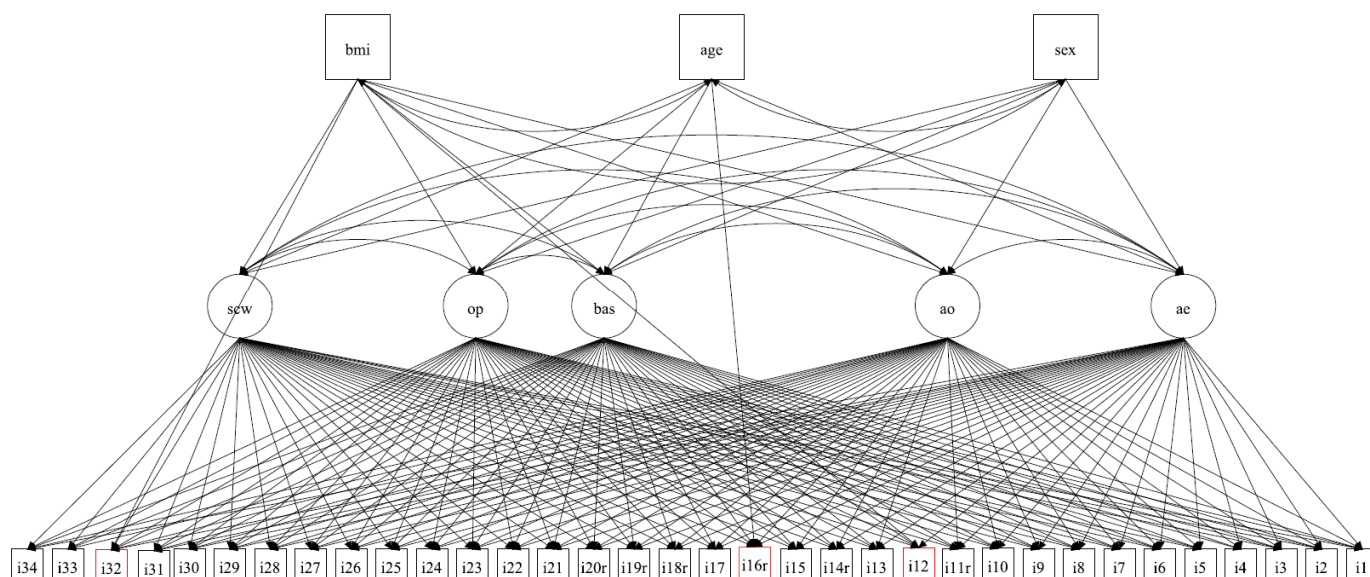 bmi age sex
scw op bas ao ae
i34 i33 i32 i31 i30 i29 i28 i27 i26 i25 i24 i23 i22 i21 i20r i19r i18r i17 i16r i15 i14r i13 i12 i11r i10 i9 i8 i7 i6 i5 i4 i3 i2 i1